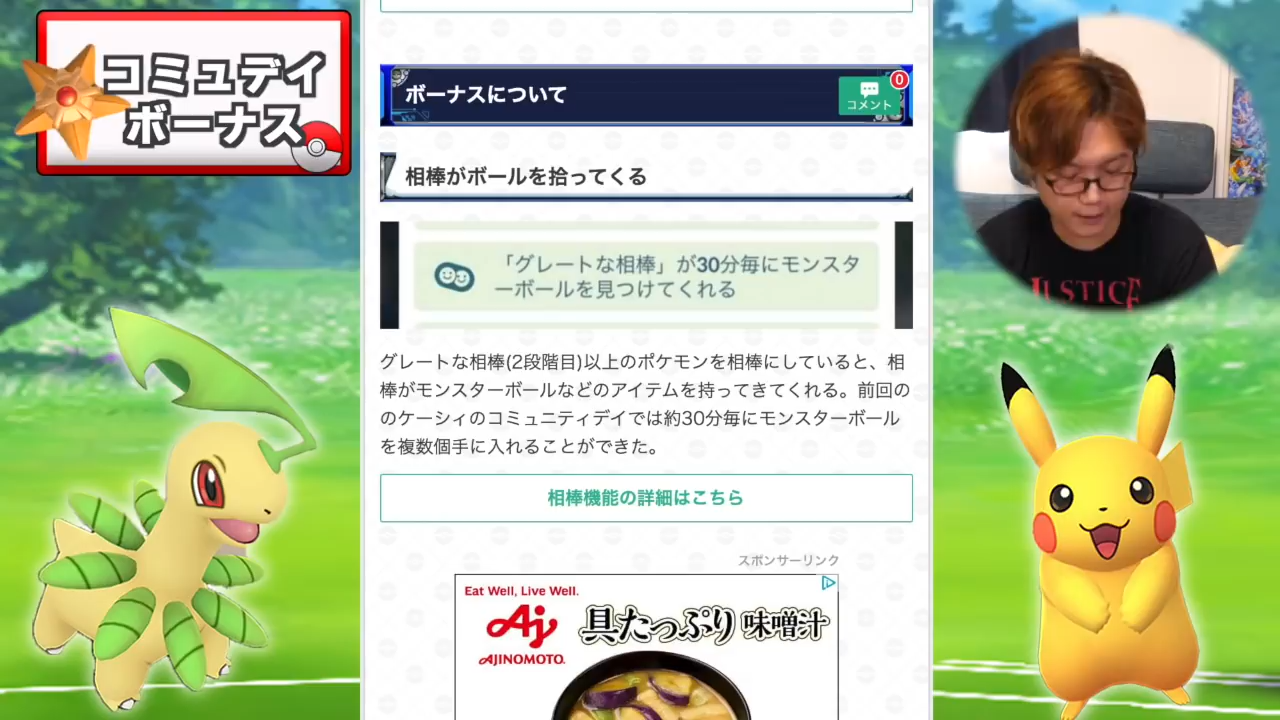 コミュデイ
ボーナス
ボーナスについて
0
コメント
相棒がボールを拾ってくる
「グレートな相棒」が30分毎にモンスタ
ーボールを見つけてくれる
グレートな相棒(2段階目)以上のポケモンを相棒にしていると、相
棒がモンスターボールなどのアイテムを持ってきてくれる。前回の
のケーシィのコミュニティデイでは約30分毎にモンスターボール
を複数個手に入れることができた。
相棒機能の詳細はこちら
スポンサーリンク
Eat Well, Live Well.
Aj
AJINOMOTO.
具たっぷり味噌汁
JUSTICE